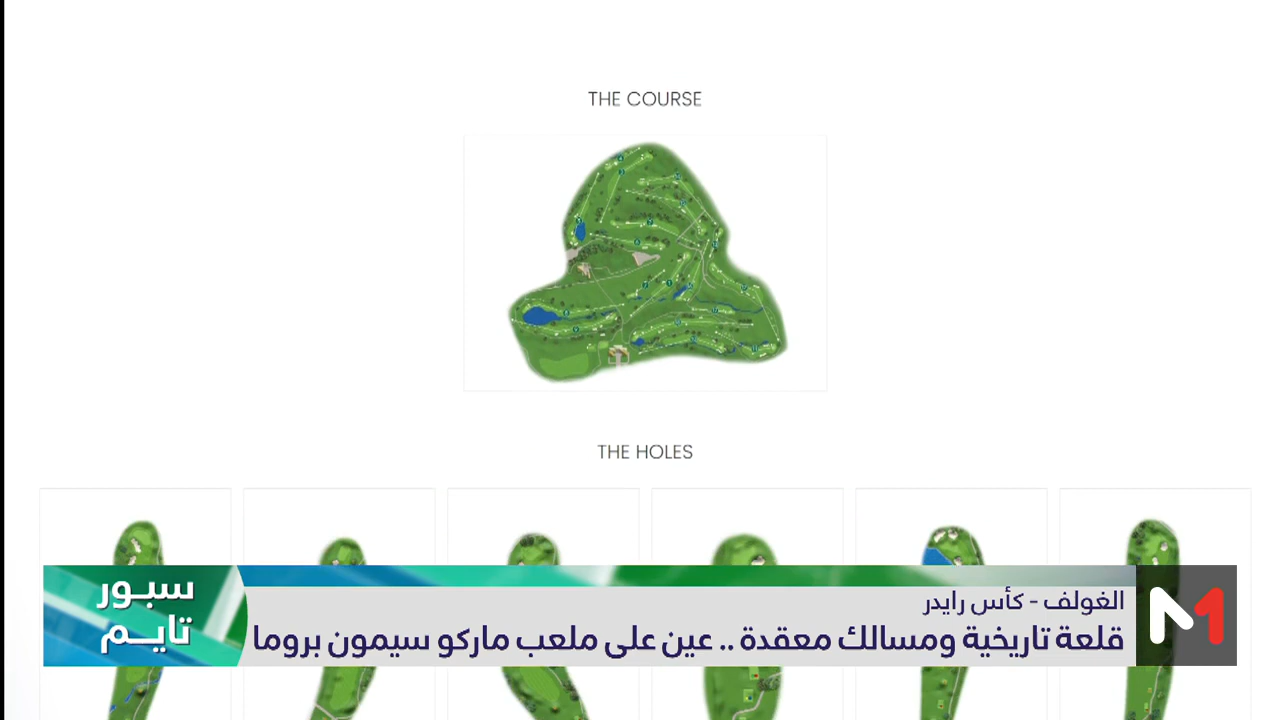 THE COURSE
THE HOLES
الغولف - كأس رايدر
قلعة تاريخية ومسالك معقدة .. عين على ملعب ماركو سيمون بروما
سبور
تايم
M1